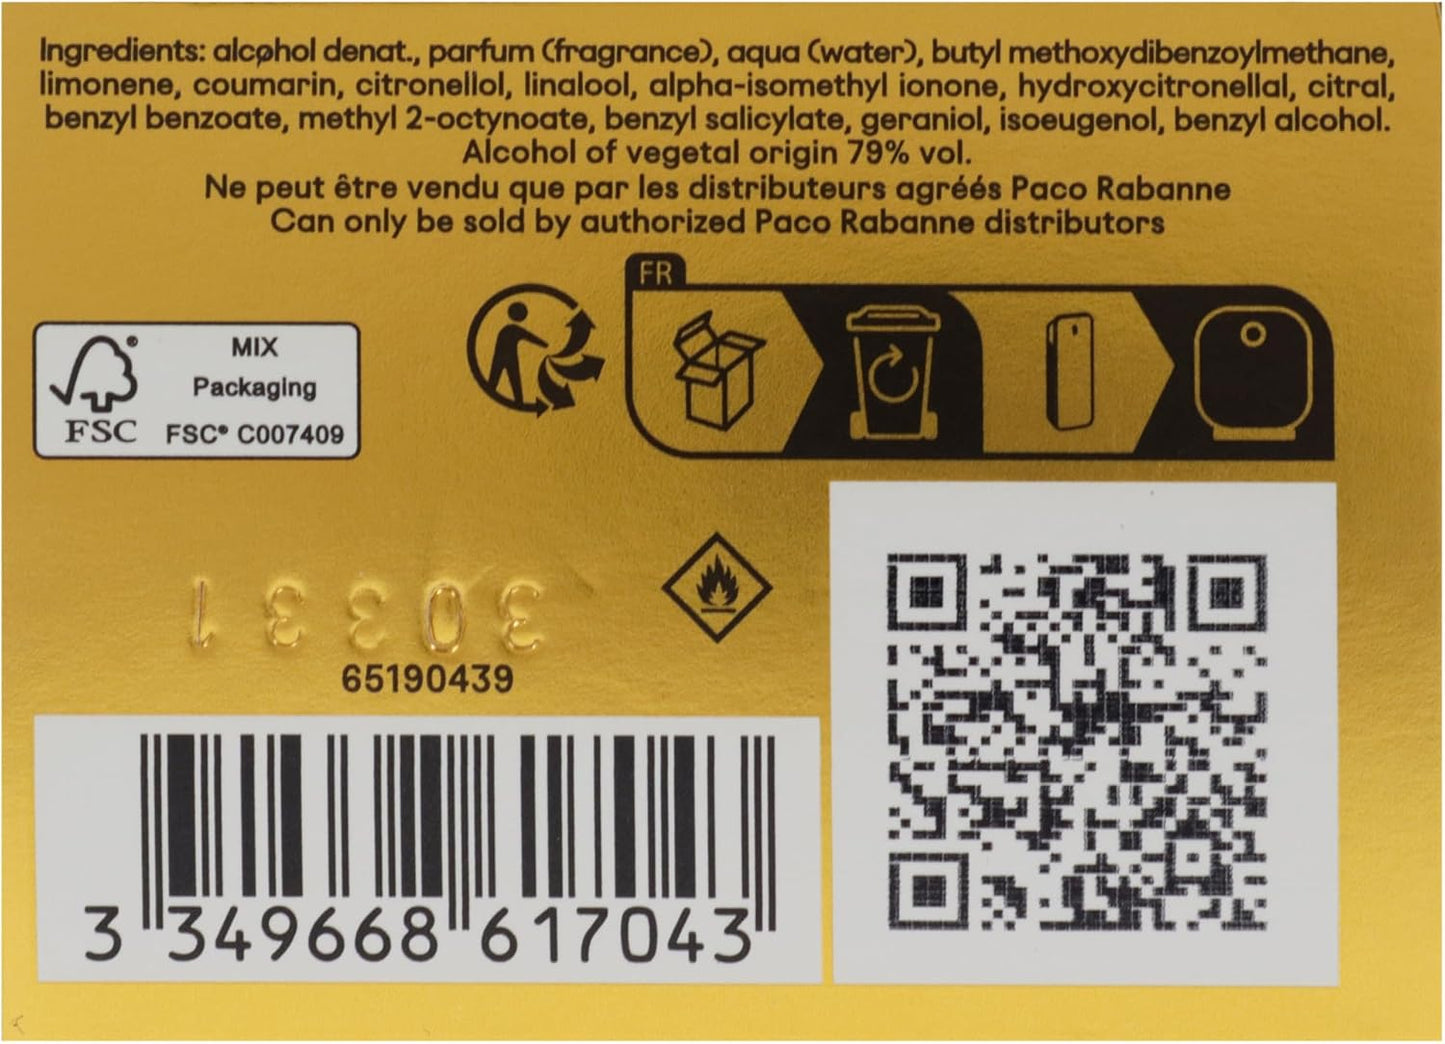 Ingredients: alcohol denat., parfum (fragrance), aqua (water), butyl methoxydibenzoylmethane,
limonene, coumarin, citronellol, linalool, alpha-isomethyl ionone, hydroxycitronellal, citral,
benzyl benzoate, methyl 2-octynoate, benzyl salicylate, geraniol, isoeugenol, benzyl alcohol.
Alcohol of vegetal origin 79% vol.
Ne peut être vendu que par les distributeurs agréés Paco Rabanne
Can only be sold by authorized Paco Rabanne distributors
FR
MIX
Packaging
FSC
FSC® C007409
30331
65190439
3 349668 617043